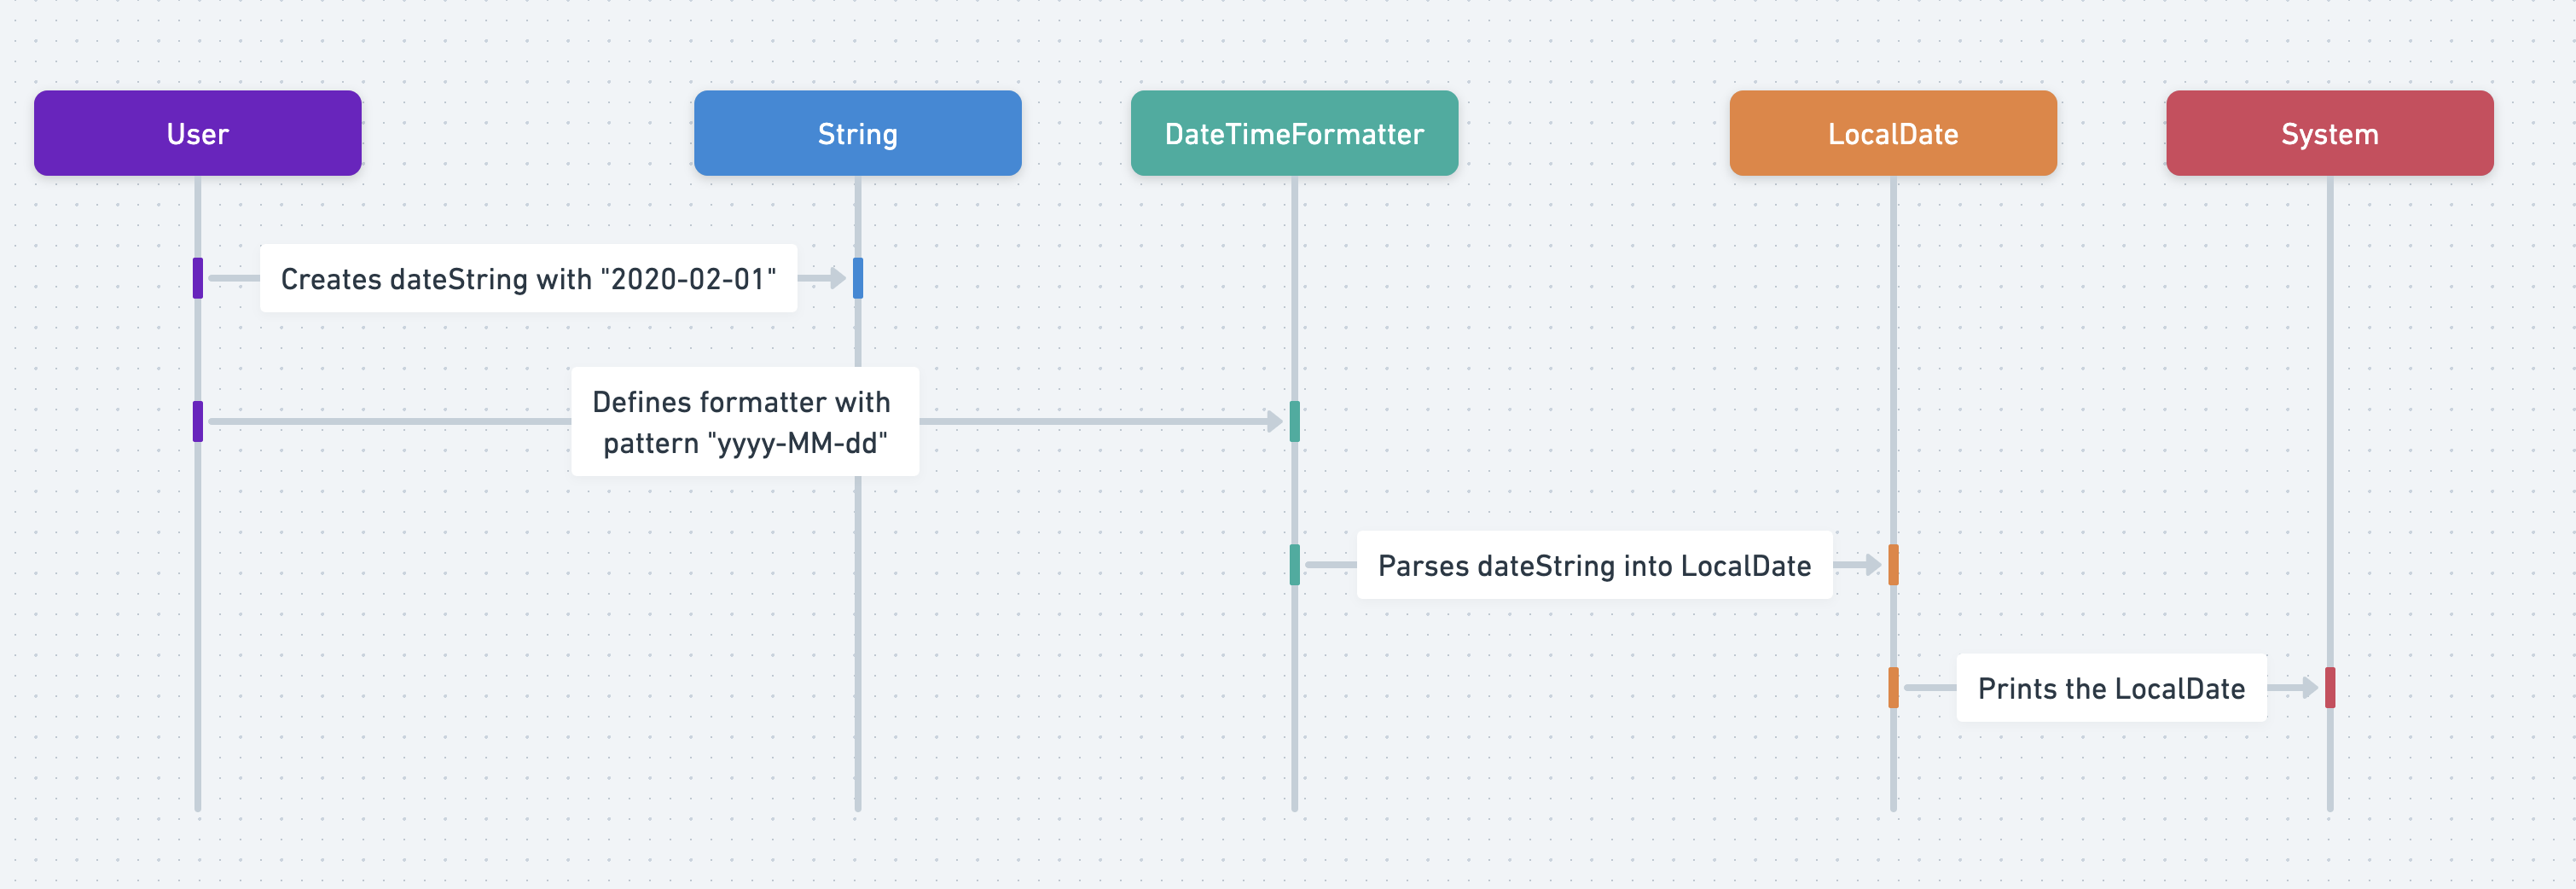 User
String
DateTimeFormatter
LocalDate
System
Creates dateString with "2020-02-01"
Defines formatter with
pattern "yyyy-MM-dd"
Parses dateString into LocalDate
Prints the LocalDate